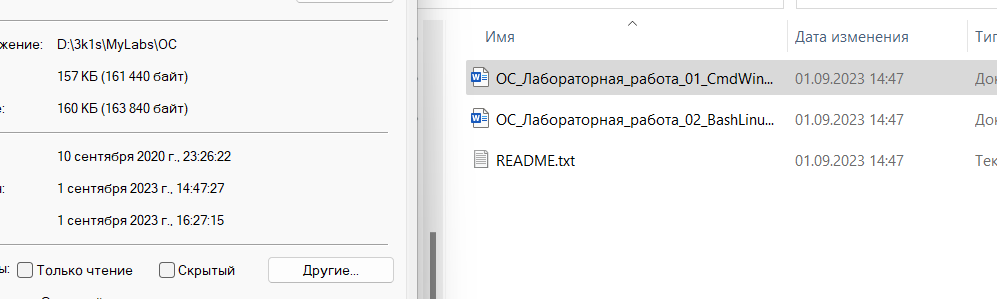 жение: D:\3k1s\MyLabs\ОС
157 КБ (161 440 байт)
е: 160 КБ (163 840 байт)
10 сентября 2020 г., 23:26:22
1 сентября 2023 г., 14:47:27
1 сентября 2023 г., 16:27:15
ы: Только чтение Скрытый Другие...
Имя Дата изменения Тип
ОС_Лабораторная_работа_01_CmdWin... 01.09.2023 14:47 Док
ОС_Лабораторная_работа_02_BashLinu... 01.09.2023 14:47 Док
README.txt 01.09.2023 14:47 Тек